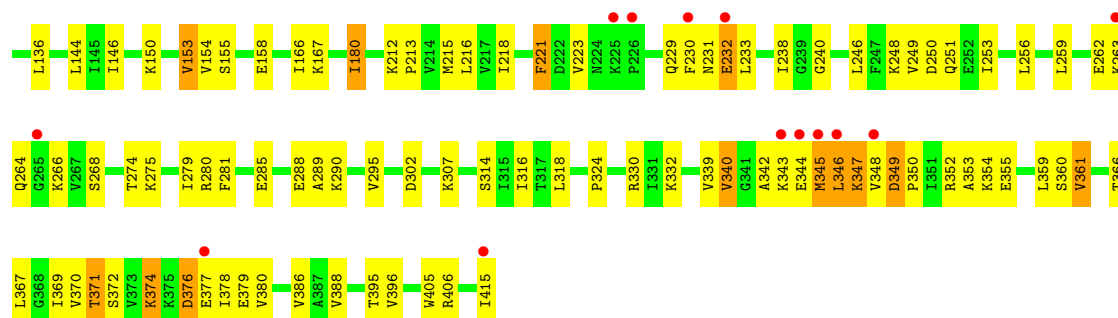 L136 L144 I145 I146 K150 V153 V154 S155 E158 I166 K167 I180 K212 P213 V214 M215 L216 V217 I218 F221 D222 V223 N224 K225 P226 Q229 F230 N231 E232 L233 I238 G239 G240 L246 F247 K248 V249 D250 Q251 E252 I253 L256 L259 E262 K263
Q264 G265 K266 V267 S268 T274 K275 I279 R280 F281 E285 E288 A289 K290 V295 D302 K307 S314 I315 I316 T317 L318 P324 R330 I331 K332 V339 V340 G341 A342 K343 E344 M345 L346 K347 V348 D349 P350 I351 R352 A353 K354 E355 L359 S360 V361 T366
L367 G368 I369 V370 T371 S372 V373 K374 K375 D376 E377 I378 E379 V380 V386 A387 V388 T395 V396 W405 R406 I415